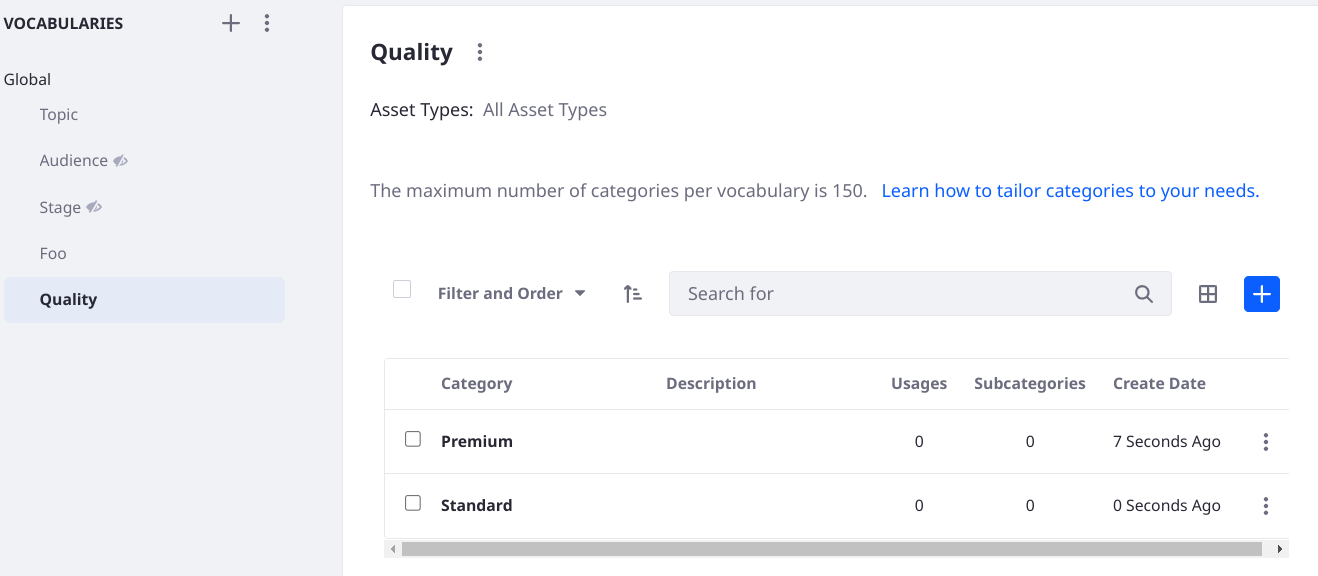 VOCABULARIES
Global
Topic
Audience
Stage
Foo
Quality
Quality
Asset Types: All Asset Types
The maximum number of categories per vocabulary is 150. Learn how to tailor categories to your needs.
Filter and Order
Search for
Category Description Usages Subcategories Create Date
Premium 0 0 7 Seconds Ago
Standard 0 0 0 Seconds Ago